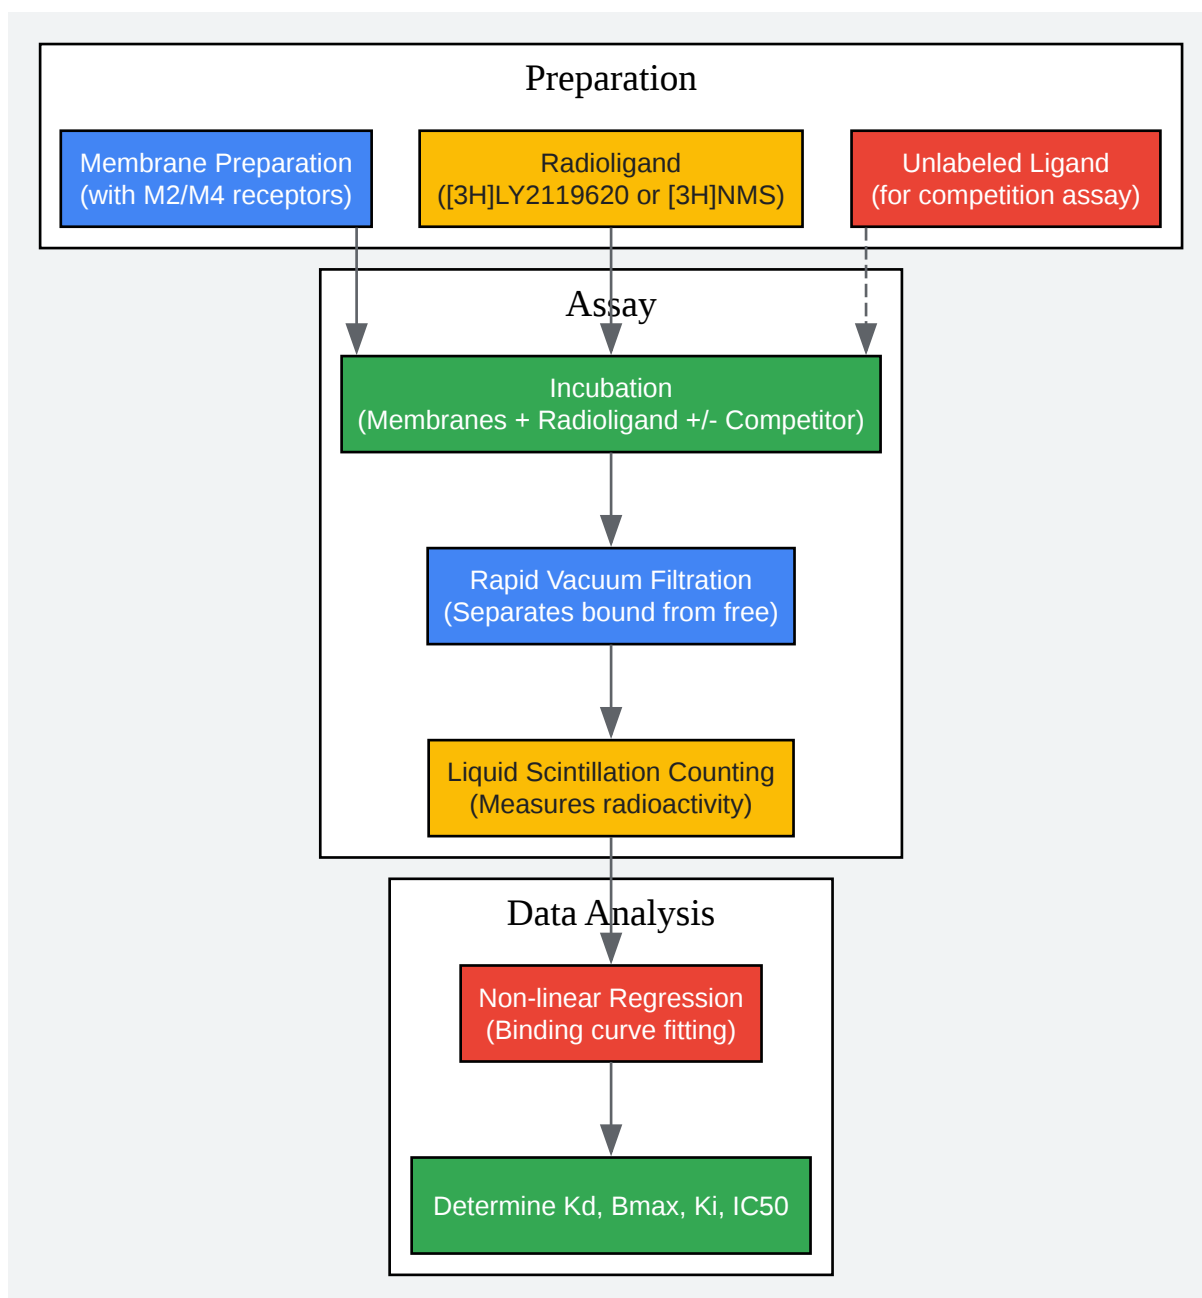 Preparation
Membrane Preparation
(with M2/M4 receptors)
Radioligand
([3H]LY2119620 or [3H]NMS)
Unlabeled Ligand
(for competition assay)
Assay
Incubation
(Membranes + Radioligand +/- Competitor)
Rapid Vacuum Filtration
(Separates bound from free)
Liquid Scintillation Counting
(Measures radioactivity)
Data Analysis
Non-linear Regression
(Binding curve fitting)
Determine Kd, Bmax, Ki, IC50